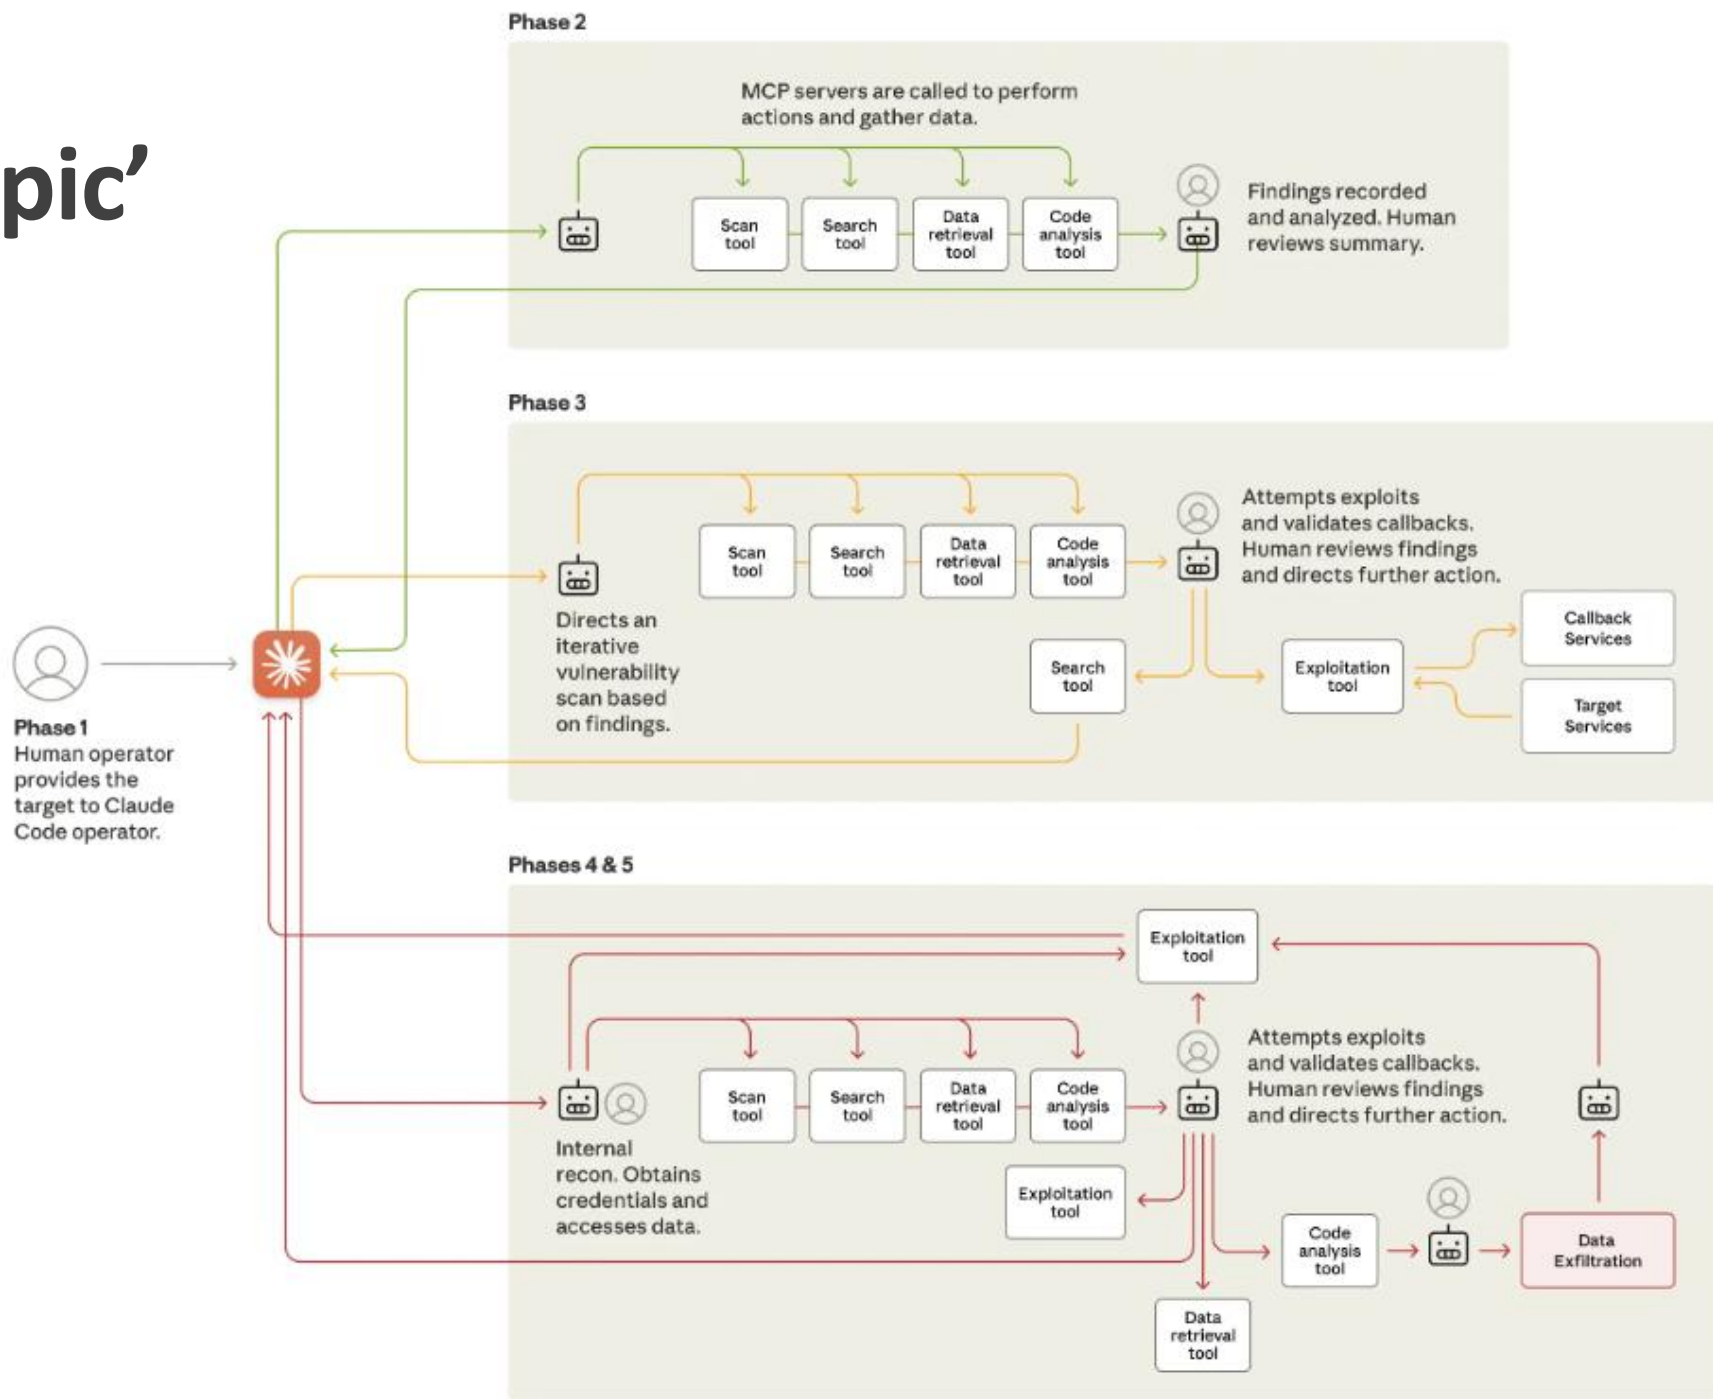 pic’
Phase 2
MCP servers are called to perform
actions and gather data.
Scan
tool
Search
tool
Data
retrieval
tool
Code
analysis
tool
Findings recorded
and analyzed. Human
reviews summary.
Phase 3
Scan
tool
Search
tool
Data
retrieval
tool
Code
analysis
tool
Attempts exploits
and validates callbacks.
Human reviews findings
and directs further action.
Directs an
iterative
vulnerability
scan based
on findings.
Search
tool
Exploitation
tool
Callback
Services
Target
Services
Phase 1
Human operator
provides the
target to Claude
Code operator.
Phases 4 & 5
Exploitation
tool
Scan
tool
Search
tool
Data
retrieval
tool
Code
analysis
tool
Attempts exploits
and validates callbacks.
Human reviews findings
and directs further action.
Internal
recon. Obtains
credentials and
accesses data.
Exploitation
tool
Code
analysis
tool
Data
Exfiltration
Data
retrieval
tool